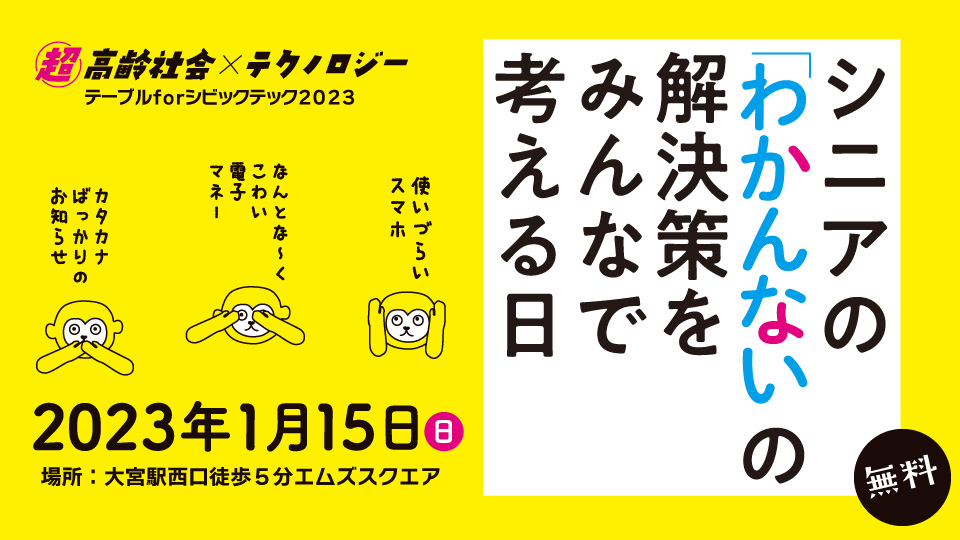 超高齢社会×テクノロジー
テーブルforシビックテック2023
シニアの
「わかんないの
解決策を
みんなで
考える日
使いづらい
スマホ
なんとな〜く
こわい
電子
マネー
カタカナ
ばっかりの
お知らせ
2023年1月15日日
場所：大宮駅西口徒歩5分エムズスクエア
無料